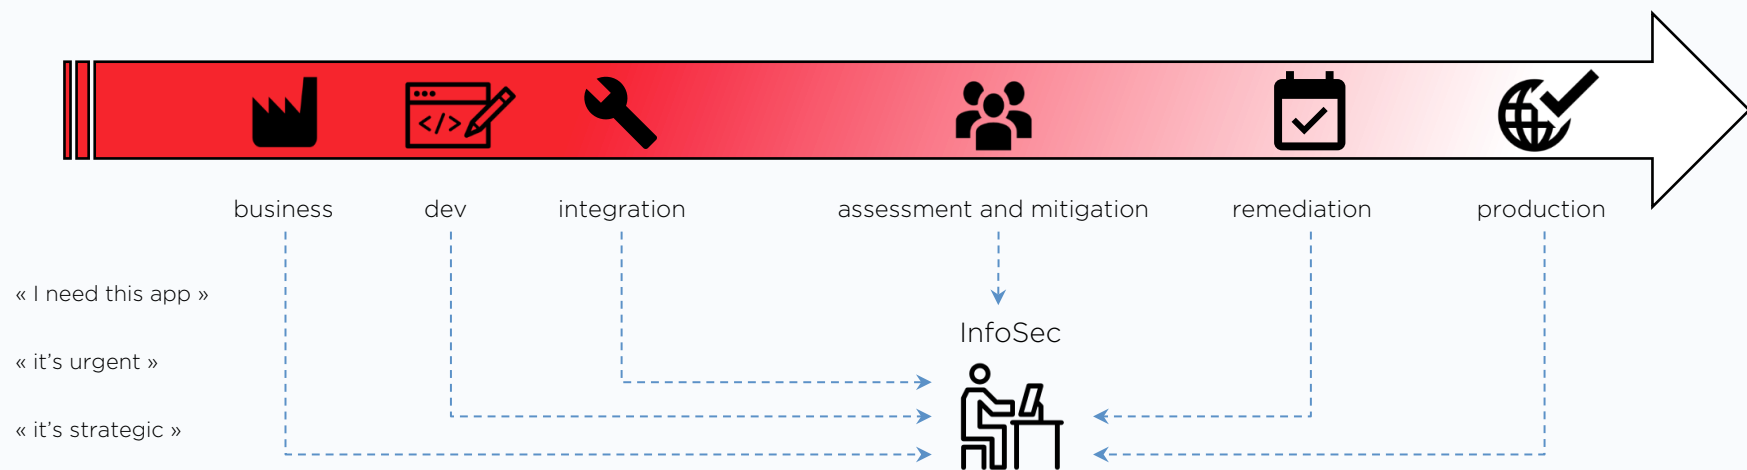 </>
business
dev
integration
assessment and mitigation
remediation
production
« I need this app »
InfoSec
« it’s urgent »
« it’s strategic »